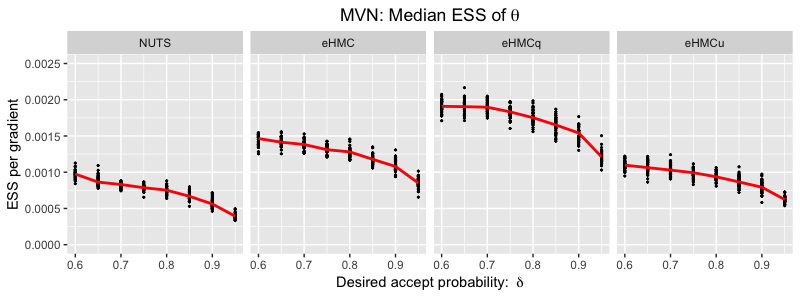 MVN: Median ESS of θ
NUTS eHMC eHMCq eHMCu
ESS per gradient
0.0025
0.0020
0.0015
0.0010
0.0005
0.0000
0.6 0.7 0.8 0.9 0.6 0.7 0.8 0.9 0.6 0.7 0.8 0.9 0.6 0.7 0.8 0.9
Desired accept probability: δ